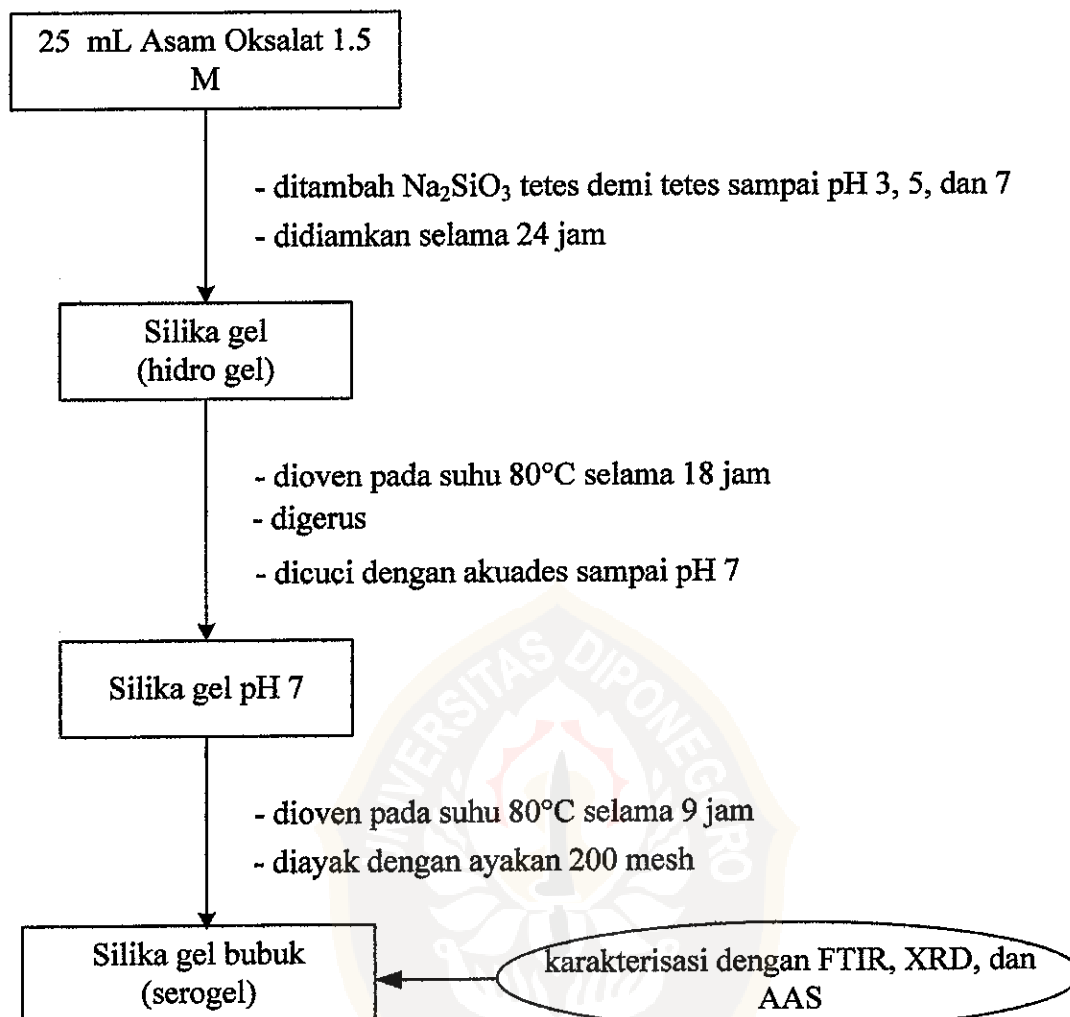 25 mL Asam Oksalat 1.5
M
- ditambah Na₂SiO₃ tetes demi tetes sampai pH 3, 5, dan 7
- didiamkan selama 24 jam
Silika gel
(hidro gel)
- dioven pada suhu 80°C selama 18 jam
- digerus
- dicuci dengan akuades sampai pH 7
Silika gel pH 7
UNIVERSITAS DIPONEGORO
- dioven pada suhu 80°C selama 9 jam
- diayak dengan ayakan 200 mesh
Silika gel bubuk
(serogel)
karakterisasi dengan FTIR, XRD, dan
AAS